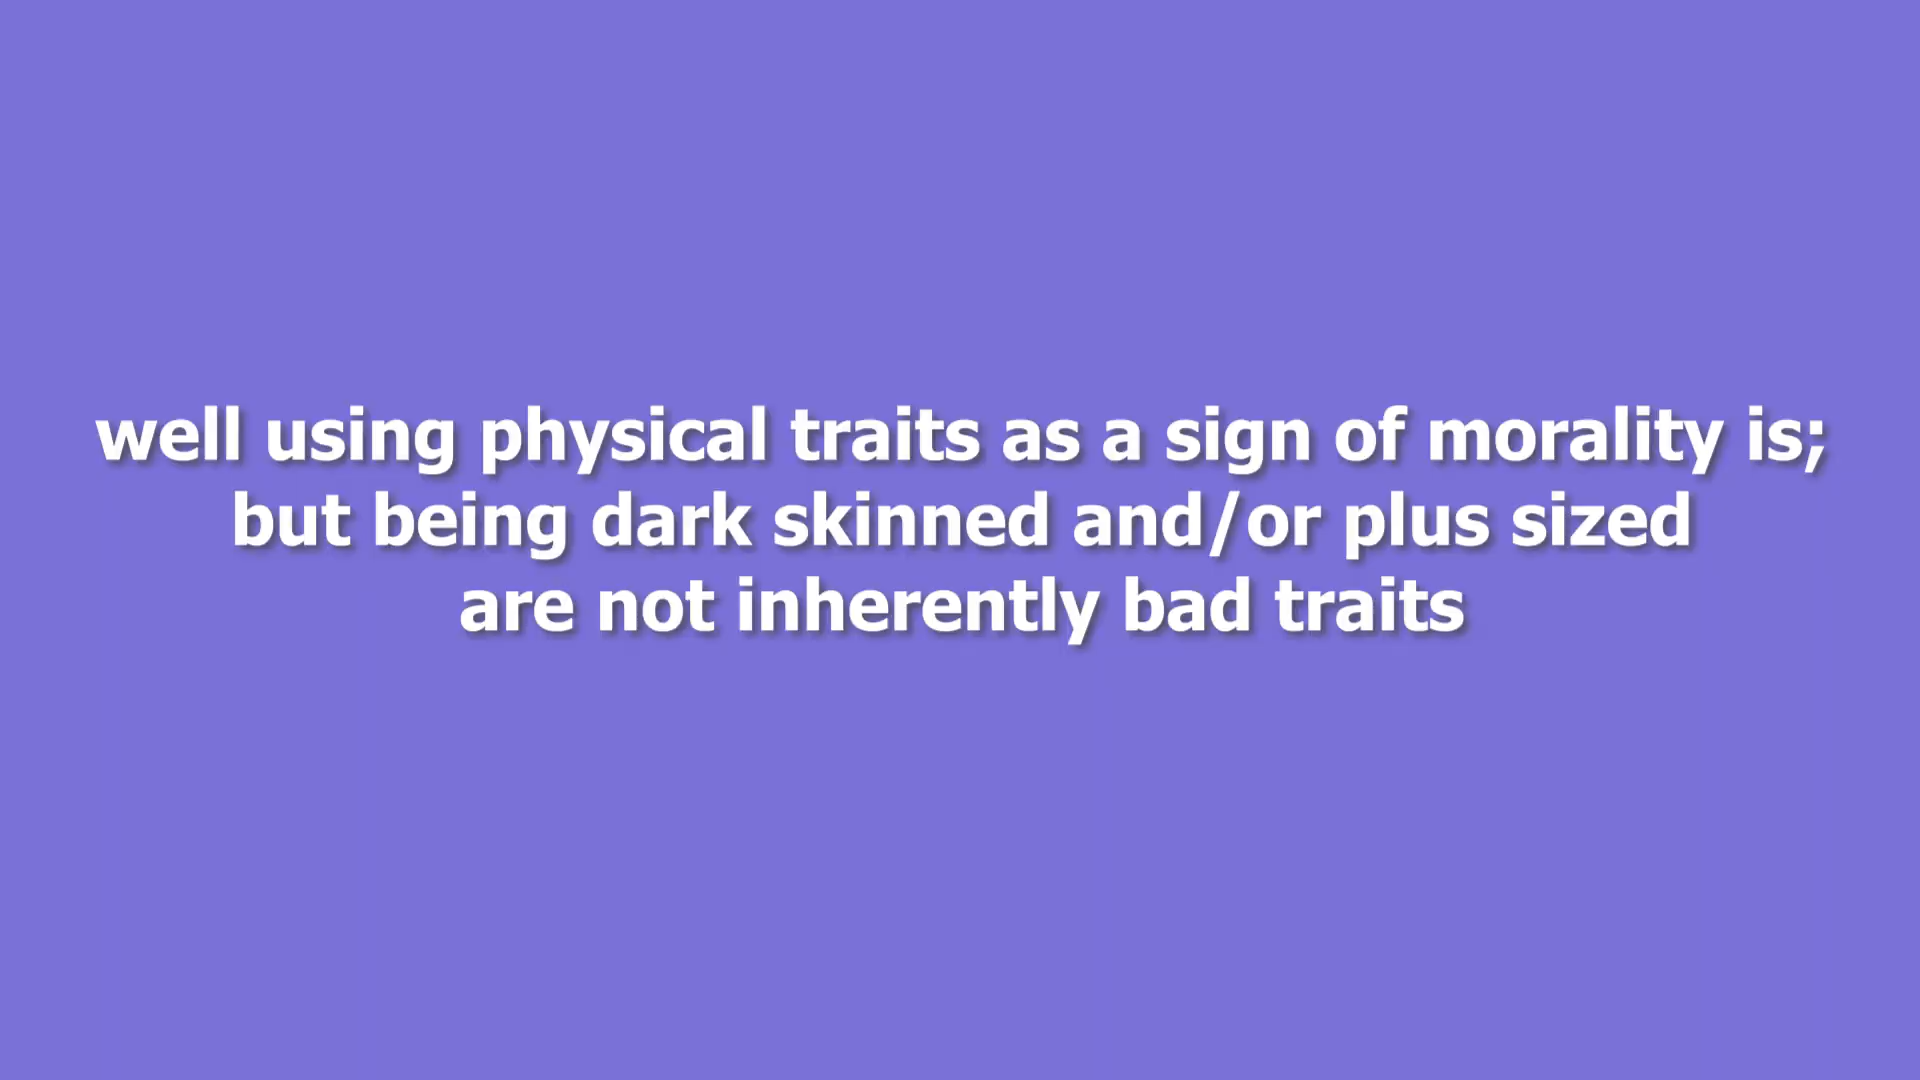 well using physical traits as a sign of morality is;
but being dark skinned and/or plus sized
are not inherently bad traits